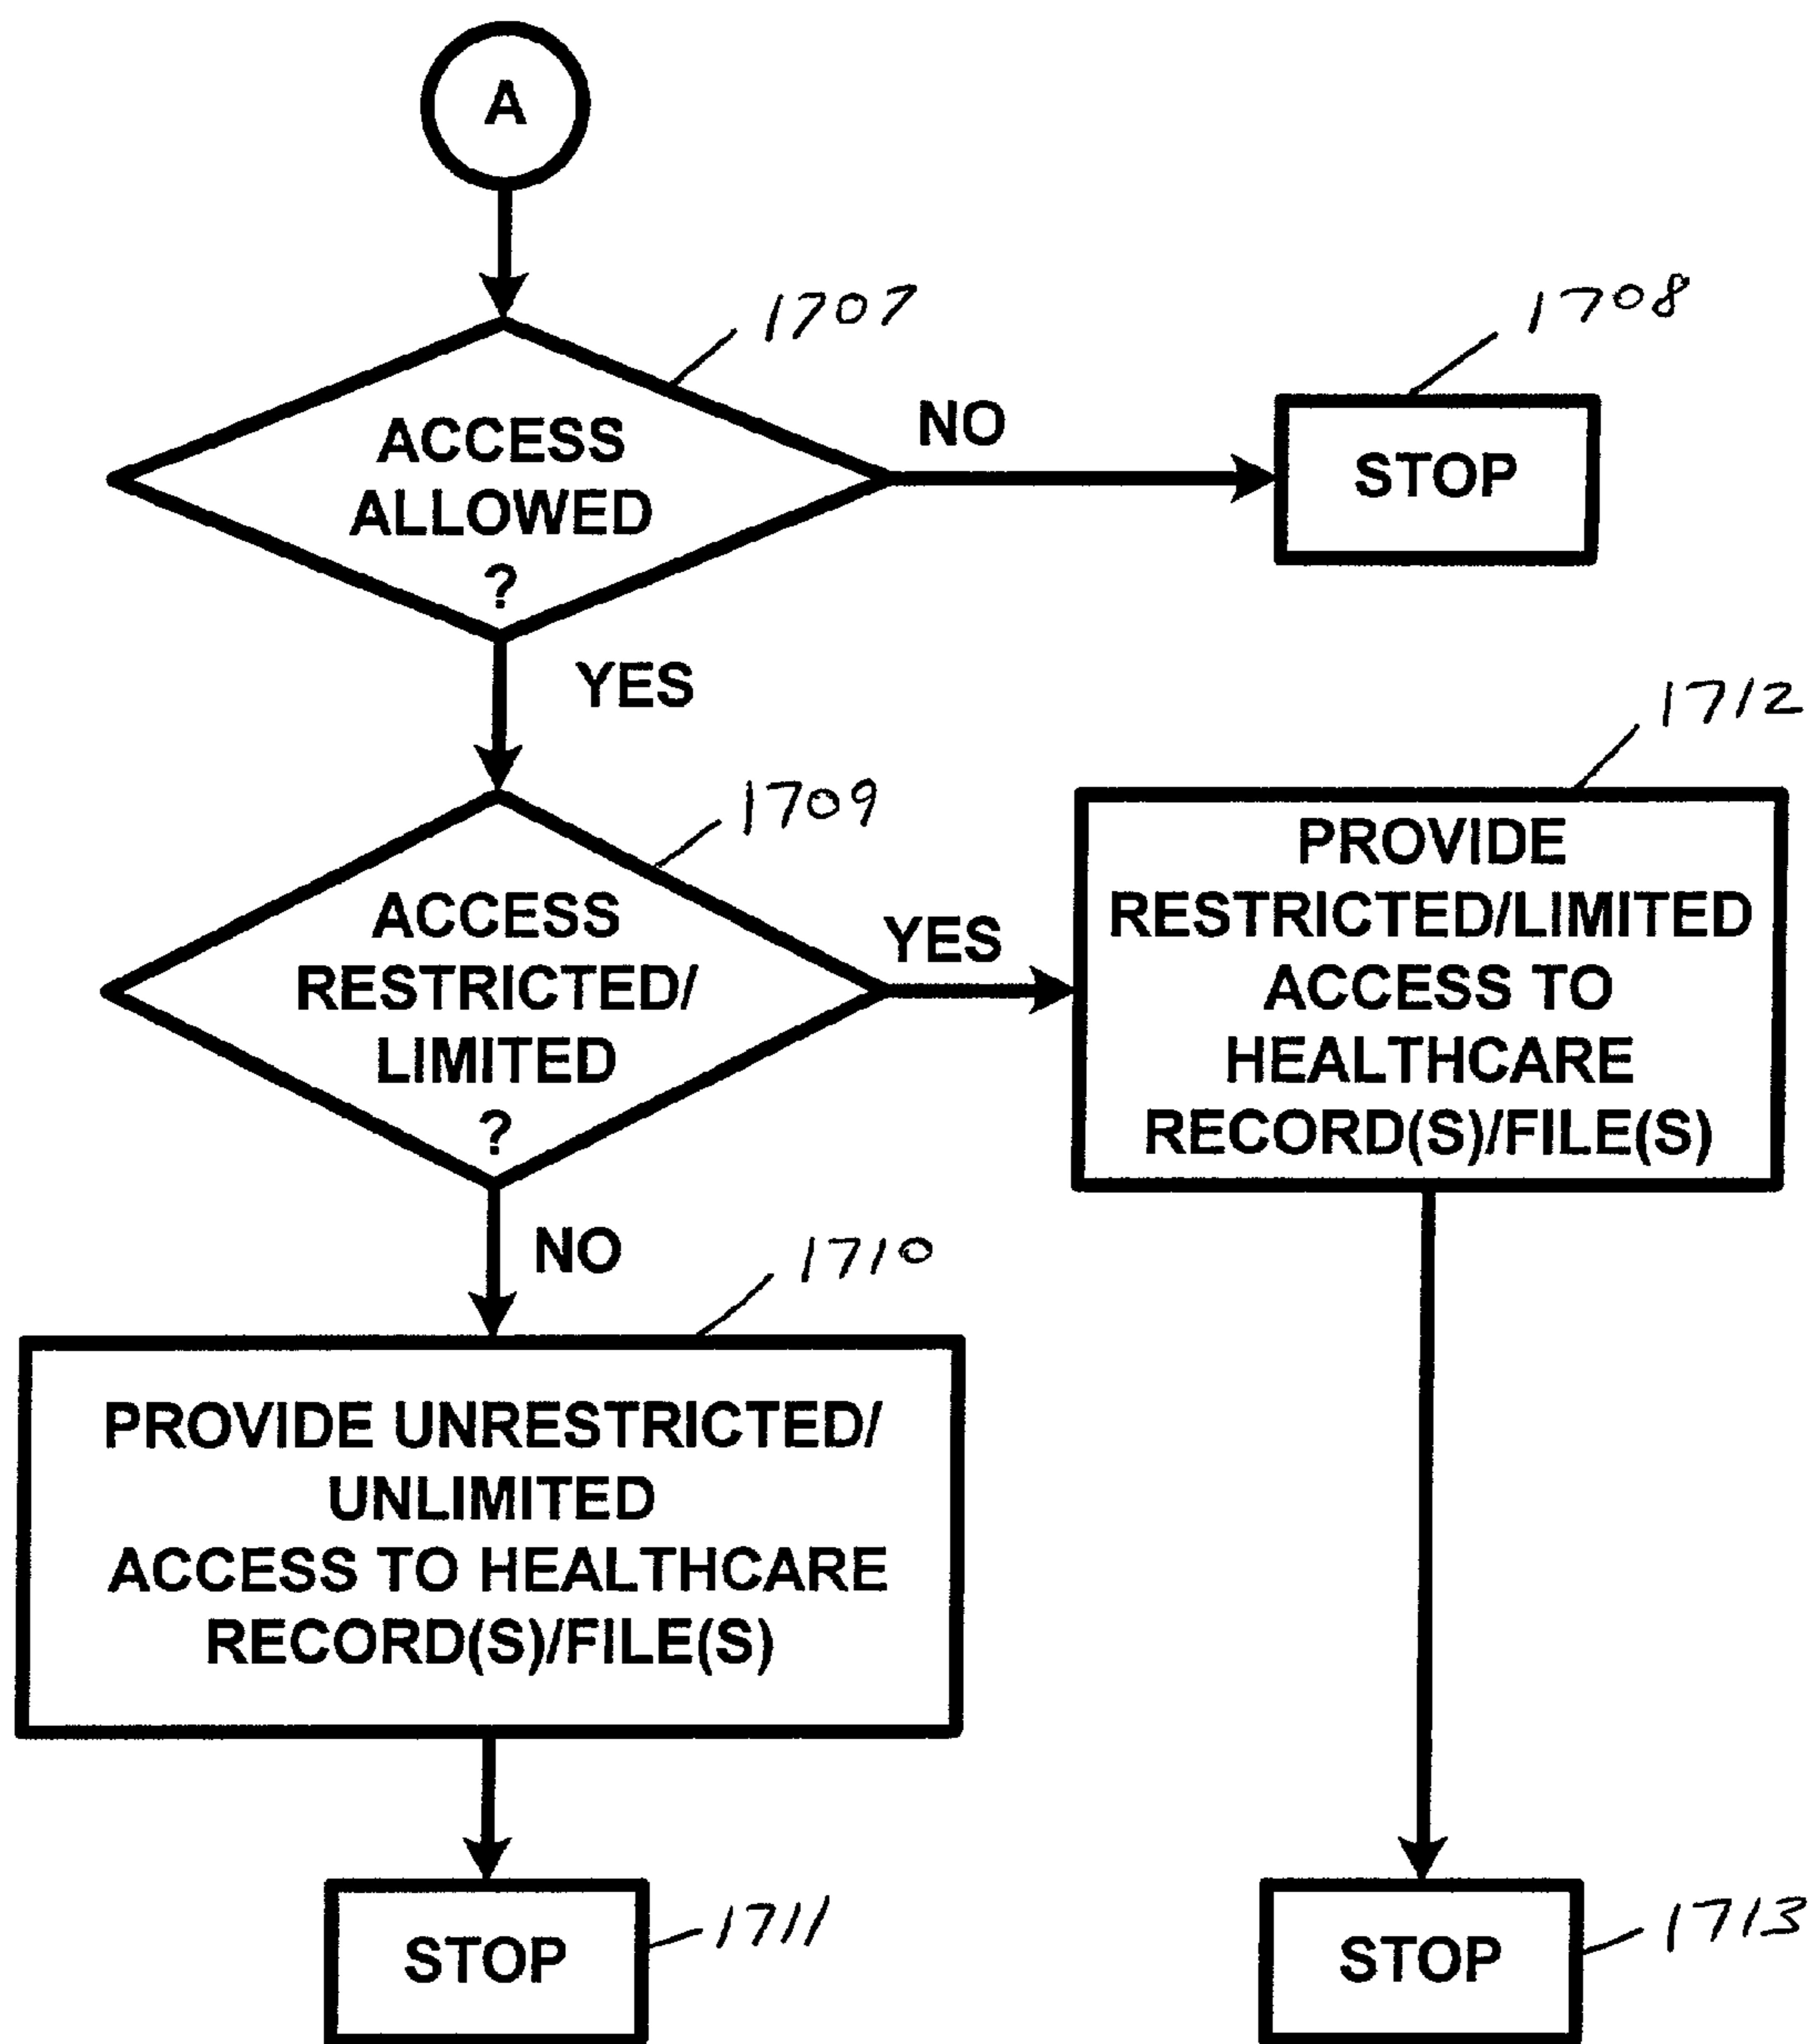 A
1707
ACCESS
ALLOWED
?
NO
1708
STOP
YES
1709
ACCESS
RESTRICTED/
LIMITED
?
YES
1712
PROVIDE
RESTRICTED/LIMITED
ACCESS TO
HEALTHCARE
RECORD(S)/FILE(S)
NO
1710
PROVIDE UNRESTRICTED/
UNLIMITED
ACCESS TO HEALTHCARE
RECORD(S)/FILE(S)
STOP
1711
STOP
1713